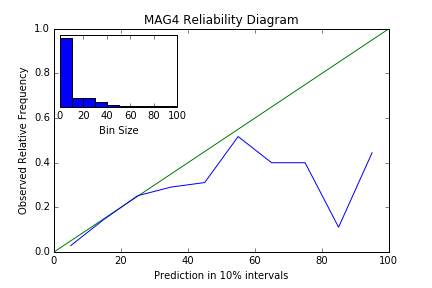 MAG4 Reliability Diagram
1.0
0.8
0.6
0.4
0.2
0.0
Observed Relative Frequency
0 20 40 60 80 100
Bin Size
0 20 40 60 80 100
Prediction in 10% intervals